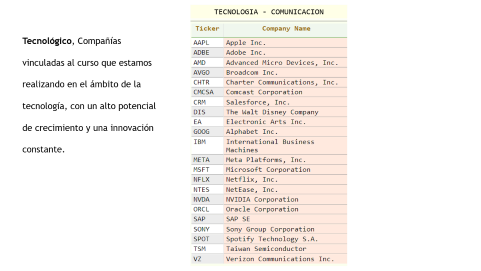 TECNOLOGIA - COMUNICACION
Ticker Company Name
Tecnológico, Compañías
vinculadas al curso que estamos
realizando en el ámbito de la
tecnología, con un alto potencial
de crecimiento y una innovación
constante.
AAPL Apple Inc.
ADBE Adobe Inc.
AMD Advanced Micro Devices, Inc.
AVGO Broadcom Inc.
CHTR Charter Communications, Inc.
CMCSA Comcast Corporation
CRM Salesforce, Inc.
DIS The Walt Disney Company
EA Electronic Arts Inc.
GOOG Alphabet Inc.
IBM International Business
Machines
META Meta Platforms, Inc.
MSFT Microsoft Corporation
NFLX Netflix, Inc.
NTES NetEase, Inc.
NVDA NVIDIA Corporation
ORCL Oracle Corporation
SAP SAP SE
SONY Sony Group Corporation
SPOT Spotify Technology S.A.
TSM Taiwan Semiconductor
VZ Verizon Communications Inc.